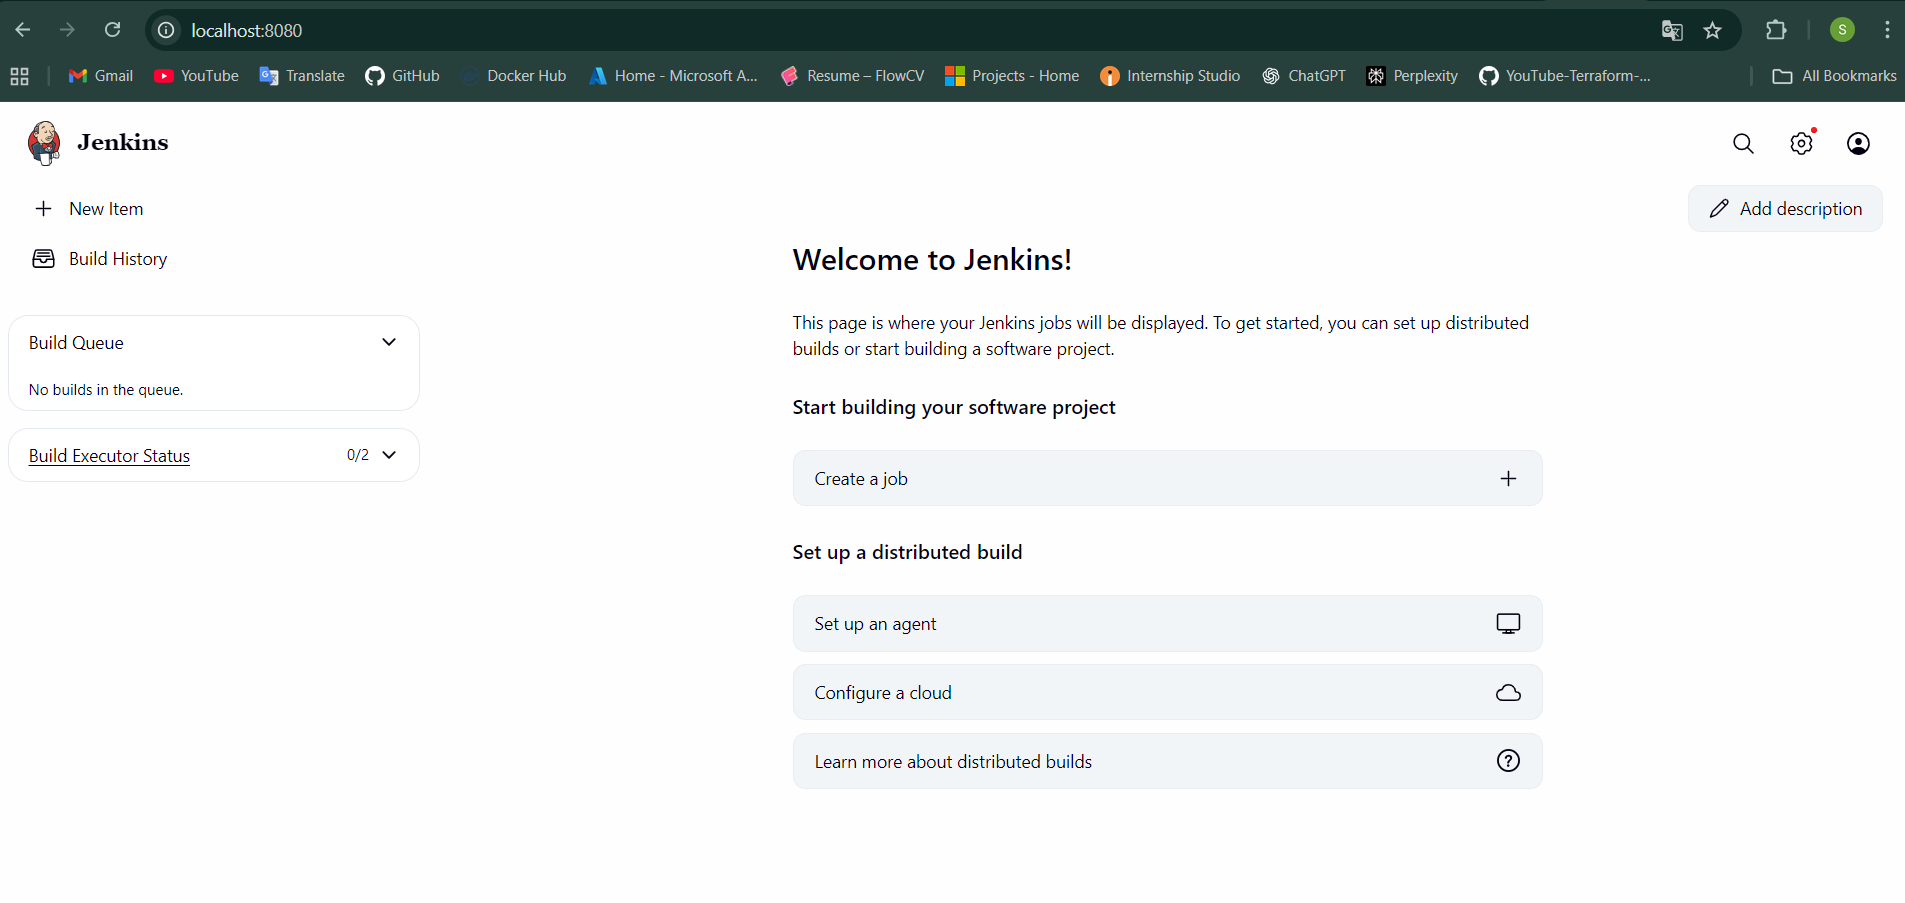 localhost:8080
S
Gmail YouTube Translate GitHub Docker Hub Home - Microsoft A... Resume – FlowCV Projects - Home Internship Studio ChatGPT Perplexity YouTube-Terraform-... All Bookmarks
Jenkins
New Item
Add description
Build History
Build Queue
No builds in the queue.
Build Executor Status 0/2
Welcome to Jenkins!
This page is where your Jenkins jobs will be displayed. To get started, you can set up distributed
builds or start building a software project.
Start building your software project
Create a job
Set up a distributed build
Set up an agent
Configure a cloud
Learn more about distributed builds